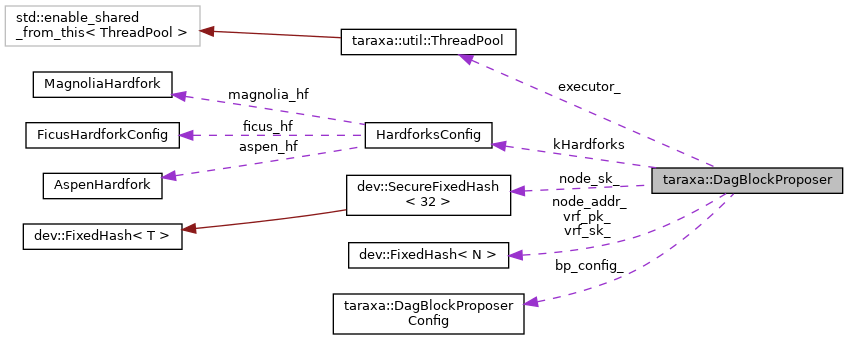 std::enable_shared
_from_this< ThreadPool >
taraxa::util::ThreadPool
MagnoliaHardfork
magnolia_hf
executor_
FicusHardforkConfig
ficus_hf
HardforksConfig
kHardforks
aspen_hf
AspenHardfork
dev::SecureFixedHash
< 32 >
node_sk_
taraxa::DagBlockProposer
node_addr_
vrf_pk_
vrf_sk_
dev::FixedHash< T >
dev::FixedHash< N >
bp_config_
taraxa::DagBlockProposer
Config